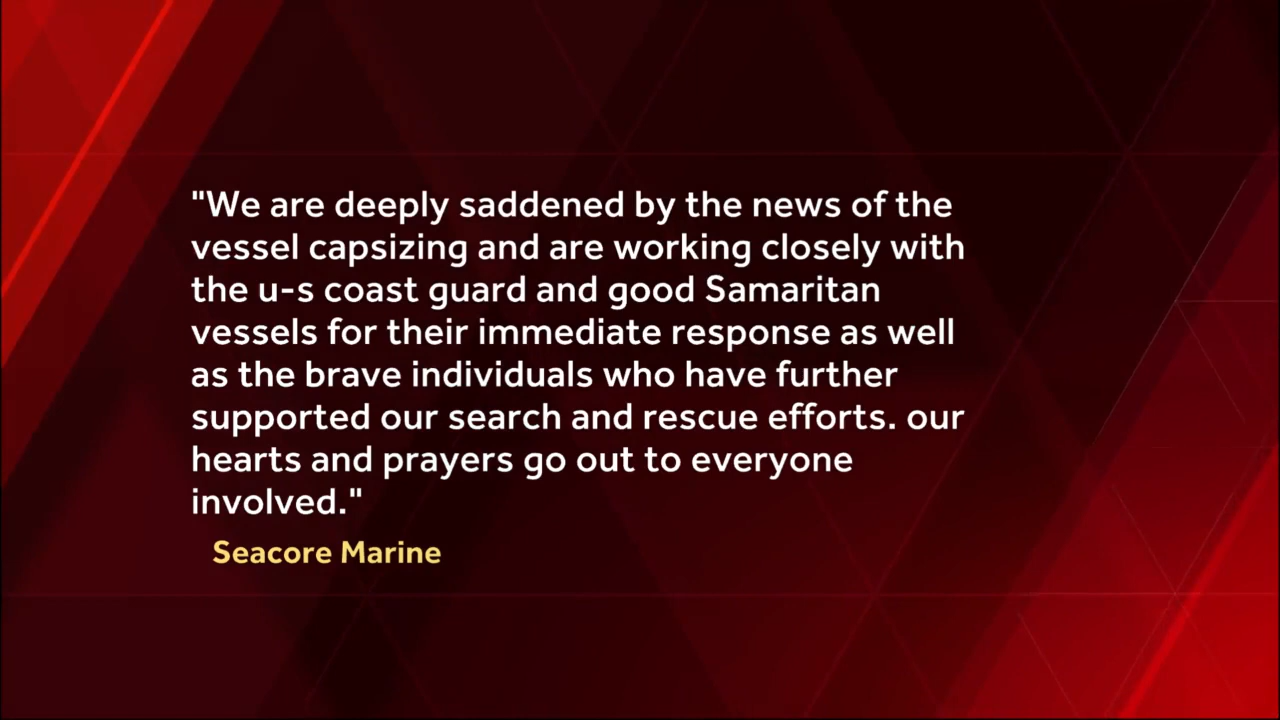 "We are deeply saddened by the news of the
vessel capsizing and are working closely with
the u-s coast guard and good Samaritan
vessels for their immediate response as well
as the brave individuals who have further
supported our search and rescue efforts. our
hearts and prayers go out to everyone
involved."
Seacore Marine